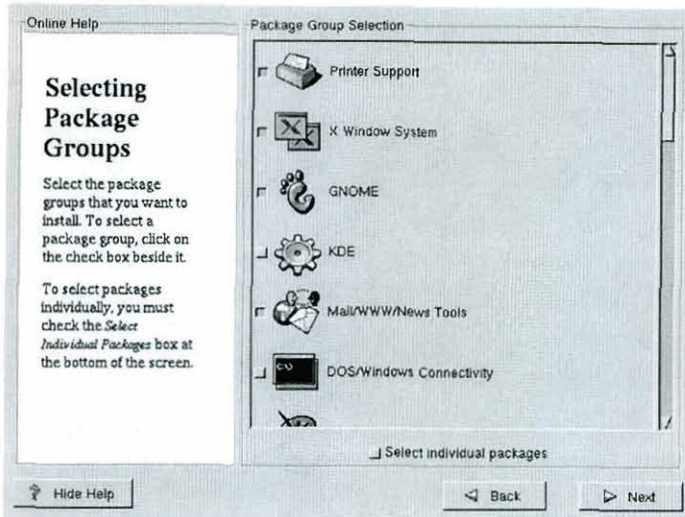 Online Help
Selecting
Package
Groups
Select the package
groups that you want to
install. To select a
package group, click on
the check box beside it.
To select packages
individually, you must
check the Select
Individual Packages box at
the bottom of the screen.
Package Group Selection
Printer Support
X Window System
GNOME
KDE
Mail/WWW/News Tools
C:\
DOS/Windows Connectivity
Select individual packages
Hide Help
Back
Next